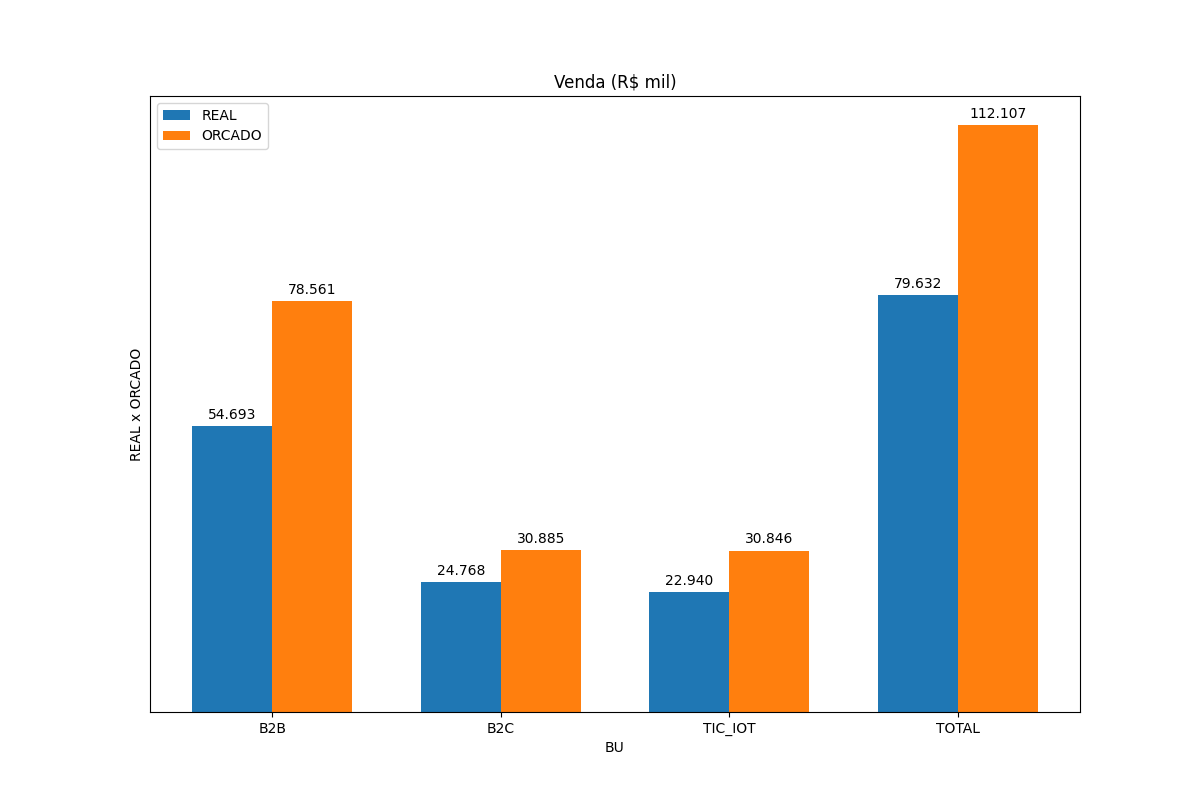 Venda (R$ mil)
REAL
ORCADO
112.107
79.632
78.561
54.693
30.885
30.846
24.768
22.940
REAL x ORCADO
B2B
B2C
TIC_IOT
TOTAL
BU